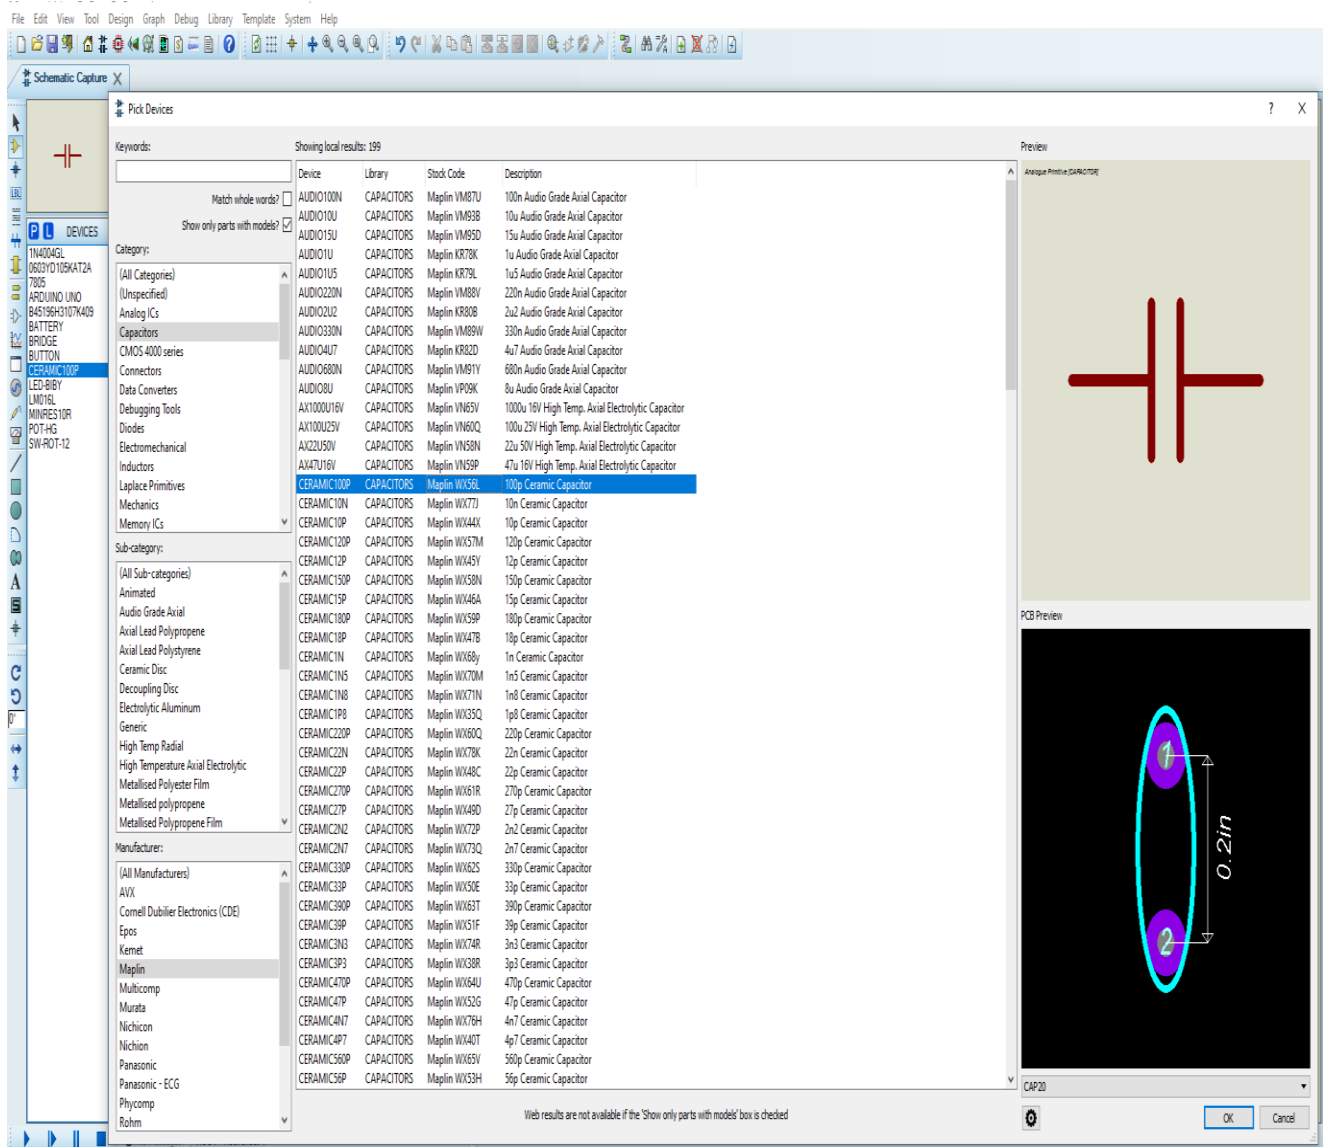 File Edit View Tool Design Graph Debug Library Template System Help
Schematic Capture
Pick Devices
? X
Keywords:
Match whole words?
Show only parts with models?
Category:
(All Categories)
(Unspecified)
Analog ICs
Capacitors
CMOS 4000 series
Connectors
Data Converters
Debugging Tools
Diodes
Electromechanical
Inductors
Laplace Primitives
Mechanics
Memory ICs
Sub-category:
(All Sub-categories)
Animated
Audio Grade Axial
Axial Lead Polypropene
Axial Lead Polystyrene
Ceramic Disc
Decoupling Disc
Electrolytic Aluminum
Generic
High Temp Radial
High Temperature Axial Electrolytic
Metallised Polyester Film
Metallised polypropene
Metallised Polypropene Film
Manufacturer:
(All Manufacturers)
AVX
Cornell Dubilier Electronics (CDE)
Epos
Kemet
Maplin
Multicomp
Murata
Nichicon
Nichion
Panasonic
Panasonic - ECG
Phycomp
Rohm
P L DEVICES
1N4004GL
0603YD105KAT2A
7805
ARDUINO UNO
B45196H3107K409
BATTERY
BRIDGE
BUTTON
CERAMIC100P
LED-BIBY
LM016L
MINRES10R
POT-HG
SW-ROT-12
Showing local results: 199
Device Library Stock Code Description
AUDIO100N CAPACITORS Maplin VM87U 100n Audio Grade Axial Capacitor
AUDIO10U CAPACITORS Maplin VM93B 10u Audio Grade Axial Capacitor
AUDIO15U CAPACITORS Maplin VM95D 15u Audio Grade Axial Capacitor
AUDIO1U CAPACITORS Maplin KR78K 1u Audio Grade Axial Capacitor
AUDIO1U5 CAPACITORS Maplin KR79L 1u5 Audio Grade Axial Capacitor
AUDIO220N CAPACITORS Maplin VM88V 220n Audio Grade Axial Capacitor
AUDIO2U2 CAPACITORS Maplin KR80B 2u2 Audio Grade Axial Capacitor
AUDIO330N CAPACITORS Maplin VM89W 330n Audio Grade Axial Capacitor
AUDIO4U7 CAPACITORS Maplin KR82D 4u7 Audio Grade Axial Capacitor
AUDIO680N CAPACITORS Maplin VM91Y 680n Audio Grade Axial Capacitor
AUDIO8U CAPACITORS Maplin VP09K 8u Audio Grade Axial Capacitor
AX1000U16V CAPACITORS Maplin VN65V 1000u 16V High Temp. Axial Electrolytic Capacitor
AX100U25V CAPACITORS Maplin VN60Q 100u 25V High Temp. Axial Electrolytic Capacitor
AX22U50V CAPACITORS Maplin VN58N 22u 50V High Temp. Axial Electrolytic Capacitor
AX47U16V CAPACITORS Maplin VN59P 47u 16V High Temp. Axial Electrolytic Capacitor
CERAMIC100P CAPACITORS Maplin WX56L 100p Ceramic Capacitor
CERAMIC10N CAPACITORS Maplin WX77J 10n Ceramic Capacitor
CERAMIC10P CAPACITORS Maplin WX44X 10p Ceramic Capacitor
CERAMIC120P CAPACITORS Maplin WX57M 120p Ceramic Capacitor
CERAMIC12P CAPACITORS Maplin WX45Y 12p Ceramic Capacitor
CERAMIC150P CAPACITORS Maplin WX58N 150p Ceramic Capacitor
CERAMIC15P CAPACITORS Maplin WX46A 15p Ceramic Capacitor
CERAMIC180P CAPACITORS Maplin WX59P 180p Ceramic Capacitor
CERAMIC18P CAPACITORS Maplin WX47B 18p Ceramic Capacitor
CERAMIC1N CAPACITORS Maplin WX68y 1n Ceramic Capacitor
CERAMIC1N5 CAPACITORS Maplin WX70M 1n5 Ceramic Capacitor
CERAMIC1N8 CAPACITORS Maplin WX71N 1n8 Ceramic Capacitor
CERAMIC1P8 CAPACITORS Maplin WX35Q 1p8 Ceramic Capacitor
CERAMIC220P CAPACITORS Maplin WX60Q 220p Ceramic Capacitor
CERAMIC22N CAPACITORS Maplin WX78K 22n Ceramic Capacitor
CERAMIC22P CAPACITORS Maplin WX48C 22p Ceramic Capacitor
CERAMIC270P CAPACITORS Maplin WX61R 270p Ceramic Capacitor
CERAMIC27P CAPACITORS Maplin WX49D 27p Ceramic Capacitor
CERAMIC2N2 CAPACITORS Maplin WX72P 2n2 Ceramic Capacitor
CERAMIC2N7 CAPACITORS Maplin WX73Q 2n7 Ceramic Capacitor
CERAMIC330P CAPACITORS Maplin WX62S 330p Ceramic Capacitor
CERAMIC33P CAPACITORS Maplin WX50E 33p Ceramic Capacitor
CERAMIC390P CAPACITORS Maplin WX63T 390p Ceramic Capacitor
CERAMIC39P CAPACITORS Maplin WX51F 39p Ceramic Capacitor
CERAMIC3N3 CAPACITORS Maplin WX74R 3n3 Ceramic Capacitor
CERAMIC3P3 CAPACITORS Maplin WX38R 3p3 Ceramic Capacitor
CERAMIC470P CAPACITORS Maplin WX64U 470p Ceramic Capacitor
CERAMIC47P CAPACITORS Maplin WX52G 47p Ceramic Capacitor
CERAMIC4N7 CAPACITORS Maplin WX76H 4n7 Ceramic Capacitor
CERAMIC4P7 CAPACITORS Maplin WX40T 4p7 Ceramic Capacitor
CERAMIC560P CAPACITORS Maplin WX65V 560p Ceramic Capacitor
CERAMIC56P CAPACITORS Maplin WX53H 56p Ceramic Capacitor
Web results are not available if the 'Show only parts with models' box is checked
Preview
Analogue Primitive [CAPACITOR]
PCB Preview
1
0.2in
2
CAP20
OK Cancel